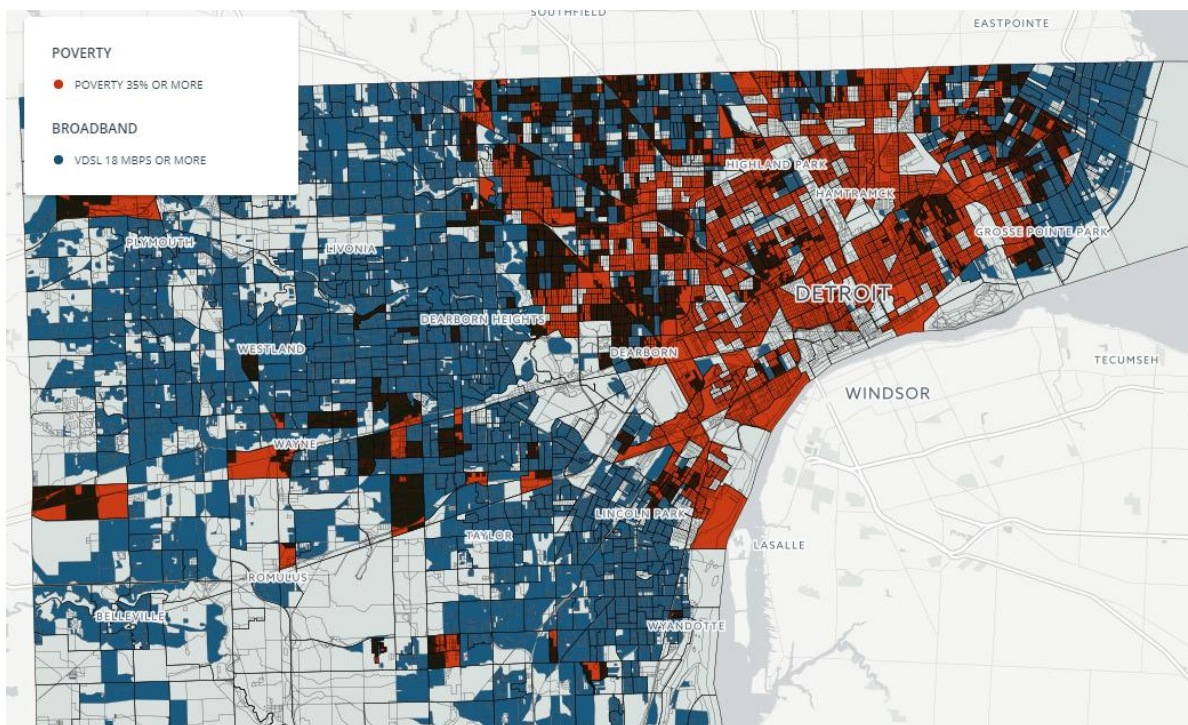 SOUTHFIELD
EASTPOINTE
POVERTY
POVERTY 35% OR MORE
BROADBAND
VDSL 18 MBPS OR MORE
HIGHLAND PARK
HAMTRAMCK
GROSSE POINTE PARK
PLYMOUTH
LIVONIA
DETROIT
DEARBORN HEIGHTS
WESTLAND
DEARBORN
TECUMSEH
WINDSOR
WAYNE
LINCOLN PARK
TAYLOR
LASALLE
ROMULUS
BELLEVILLE
WYANDOTTE